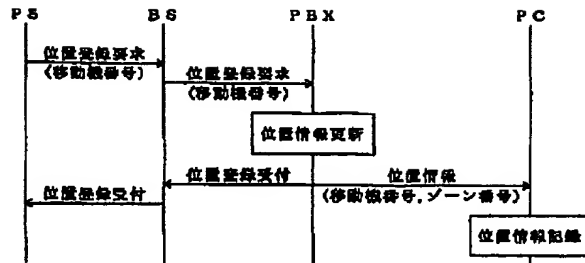 PS BS PBX PC
位置登録要求
(移動機番号)
位置登録要求
(移動機番号)
位置情報更新
位置登録受付
位置情報
(移動機番号,ゾーン番号)
位置登録受付
位置情報記録